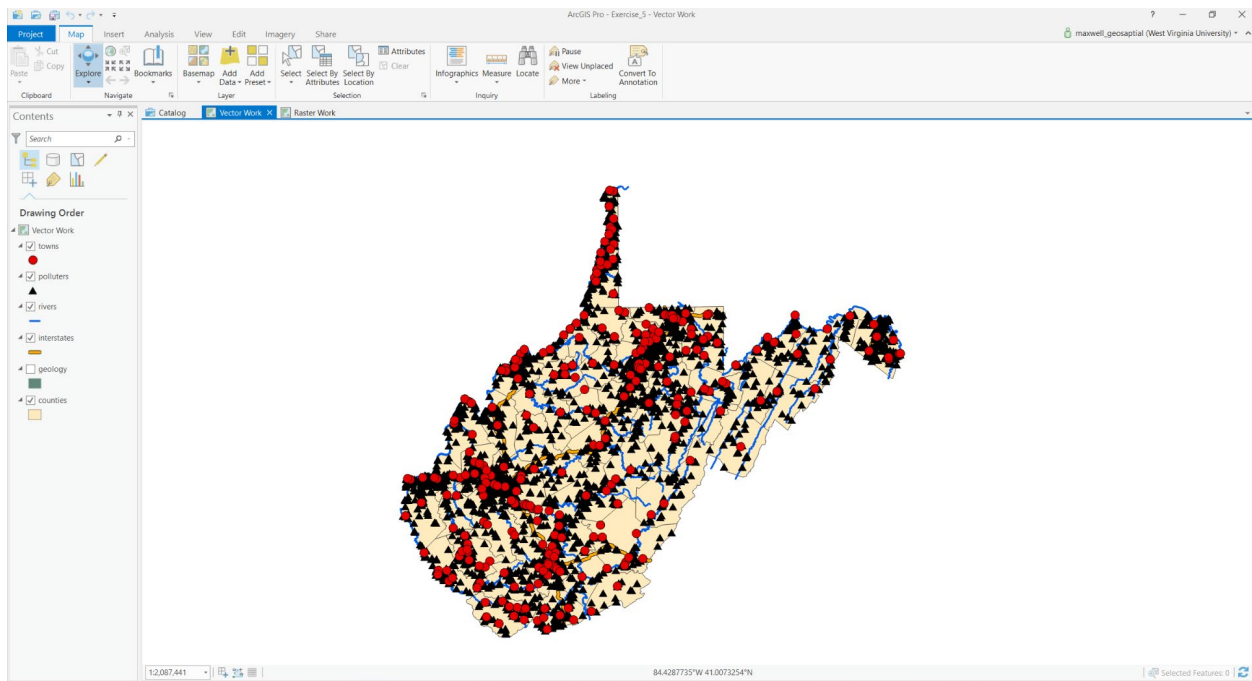 ArcGIS Pro - Exercise_5 - Vector Work
?
Project Map Insert Analysis View Edit Imagery Share
maxwell_geosaptial (West Virginia University)
Paste
Cut
Copy
Clipboard
Explore
Bookmarks
Navigate
Basemap
Add Data
Add Preset
Layer
Select
Select By Attributes
Select By Location
Attributes
Clear
Selection
Infographics
Measure
Locate
Inquiry
Pause
View Unplaced
More
Convert To Annotation
Labeling
Contents
Catalog
Vector Work
Raster Work
Search
Drawing Order
Vector Work
towns
polluters
rivers
interstates
geology
counties
1:2,087,441
84.4287735°W 41.0073254°N
Selected Features: 0